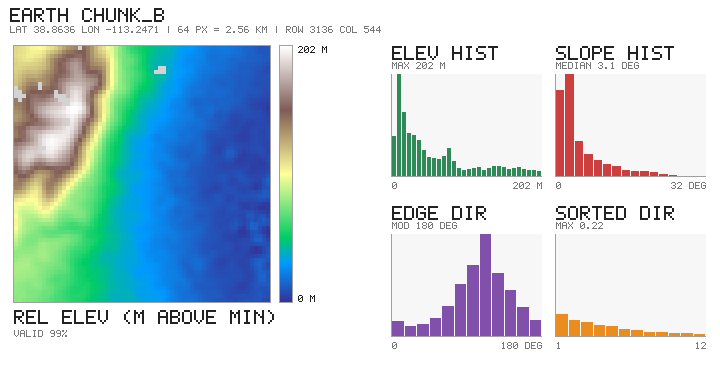 EARTH CHUNK_B
LAT 38.8636 LON -113.2471 | 64 PX = 2.56 KM | ROW 3136 COL 544
202 M
0 M
REL ELEV (M ABOVE MIN)
VALID 99%
ELEV HIST
MAX 202 M
0 202 M
SLOPE HIST
MEDIAN 3.1 DEG
0 32 DEG
EDGE DIR
MOD 180 DEG
0 180 DEG
SORTED DIR
MAX 0.22
1 12